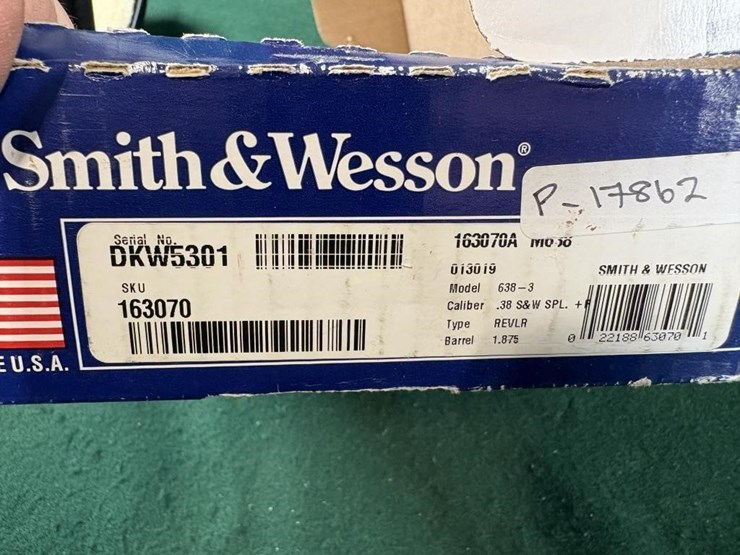 Smith & Wesson®
P-17862
Serial No.
DKW5301
SKU
163070
163070A M638
013019
Model 638-3
Caliber .38 S&W SPL. +
Type REVLR
Barrel 1.875
SMITH & WESSON
0 22188 63070 1
E U.S.A.